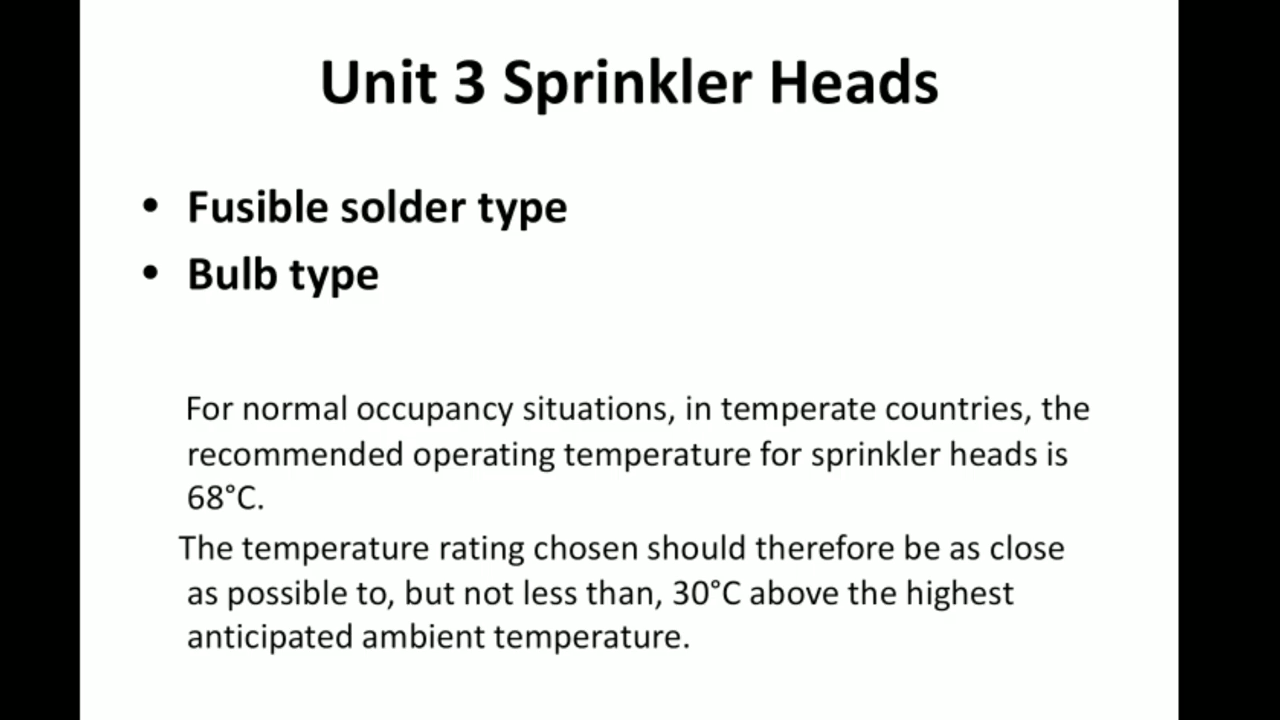 Unit 3 Sprinkler Heads
• Fusible solder type
• Bulb type
For normal occupancy situations, in temperate countries, the
recommended operating temperature for sprinkler heads is
68°C.
The temperature rating chosen should therefore be as close
as possible to, but not less than, 30°C above the highest
anticipated ambient temperature.